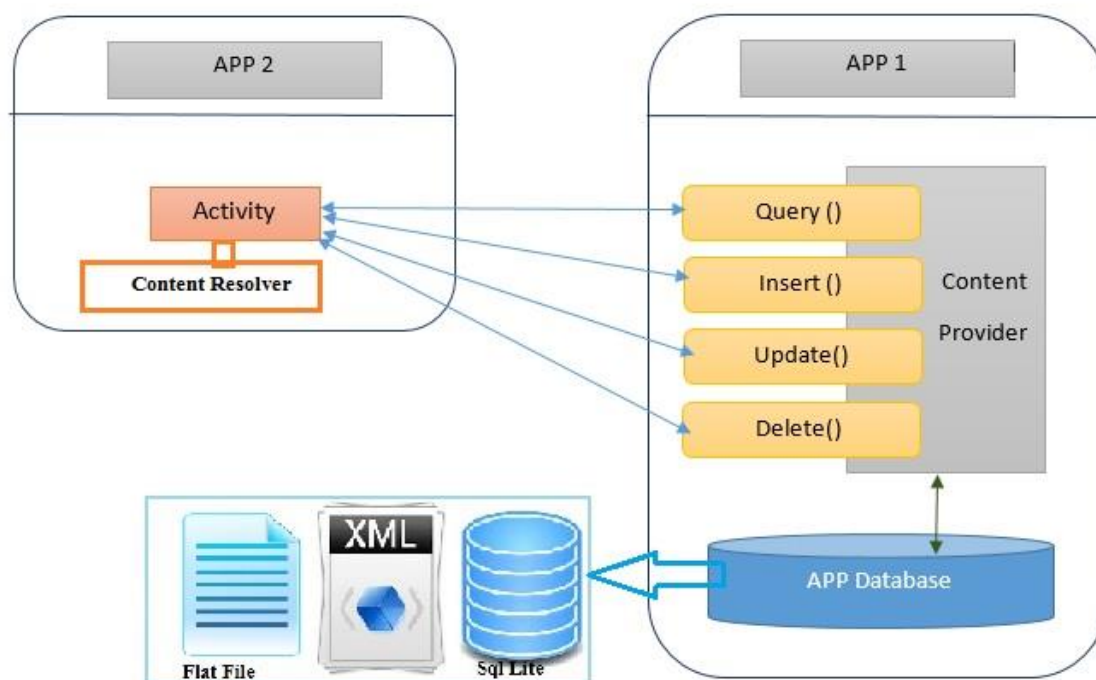 APP 2
APP 1
Activity
Content Resolver
Query ()
Insert ()
Update()
Delete()
Content
Provider
XML
APP Database
Flat File
Sql Lite